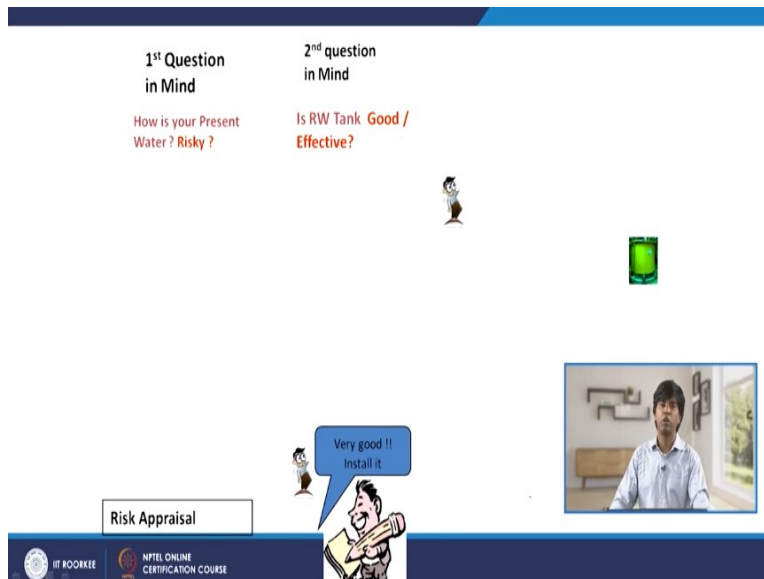 1st Question
in Mind
How is your Present
Water? Risky ?
2nd question
in Mind
Is RW Tank Good /
Effective?
Very good !!
Install it
Risk Appraisal
IIT ROORKEE
NPTEL ONLINE
CERTIFICATION COURSE